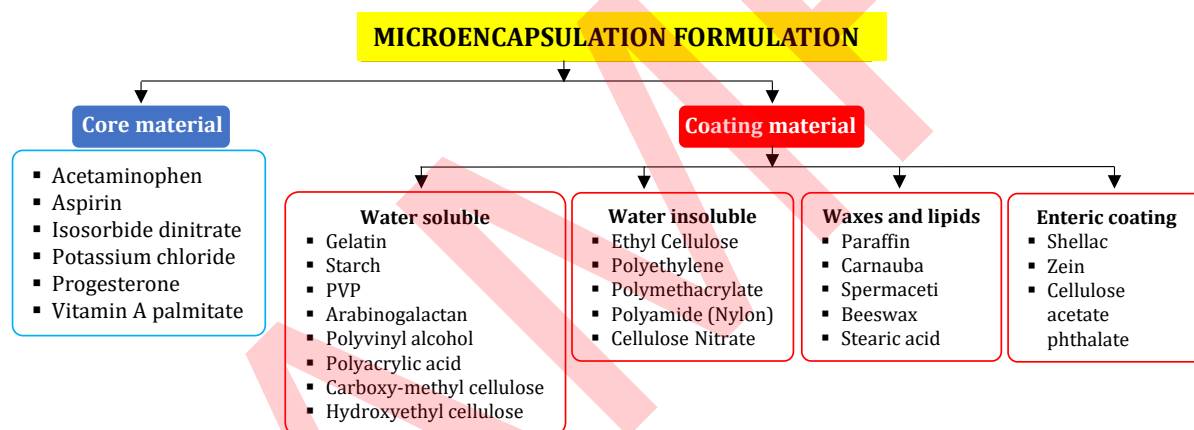 MICROENCAPSULATION FORMULATION
Core material
▪ Acetaminophen
▪ Aspirin
▪ Isosorbide dinitrate
▪ Potassium chloride
▪ Progesterone
▪ Vitamin A palmitate
Coating material
Water soluble
▪ Gelatin
▪ Starch
▪ PVP
▪ Arabinogalactan
▪ Polyvinyl alcohol
▪ Polyacrylic acid
▪ Carboxy-methyl cellulose
▪ Hydroxyethyl cellulose
Water insoluble
▪ Ethyl Cellulose
▪ Polyethylene
▪ Polymethacrylate
▪ Polyamide (Nylon)
▪ Cellulose Nitrate
Waxes and lipids
▪ Paraffin
▪ Carnauba
▪ Spermaceti
▪ Beeswax
▪ Stearic acid
Enteric coating
▪ Shellac
▪ Zein
▪ Cellulose
acetate
phthalate